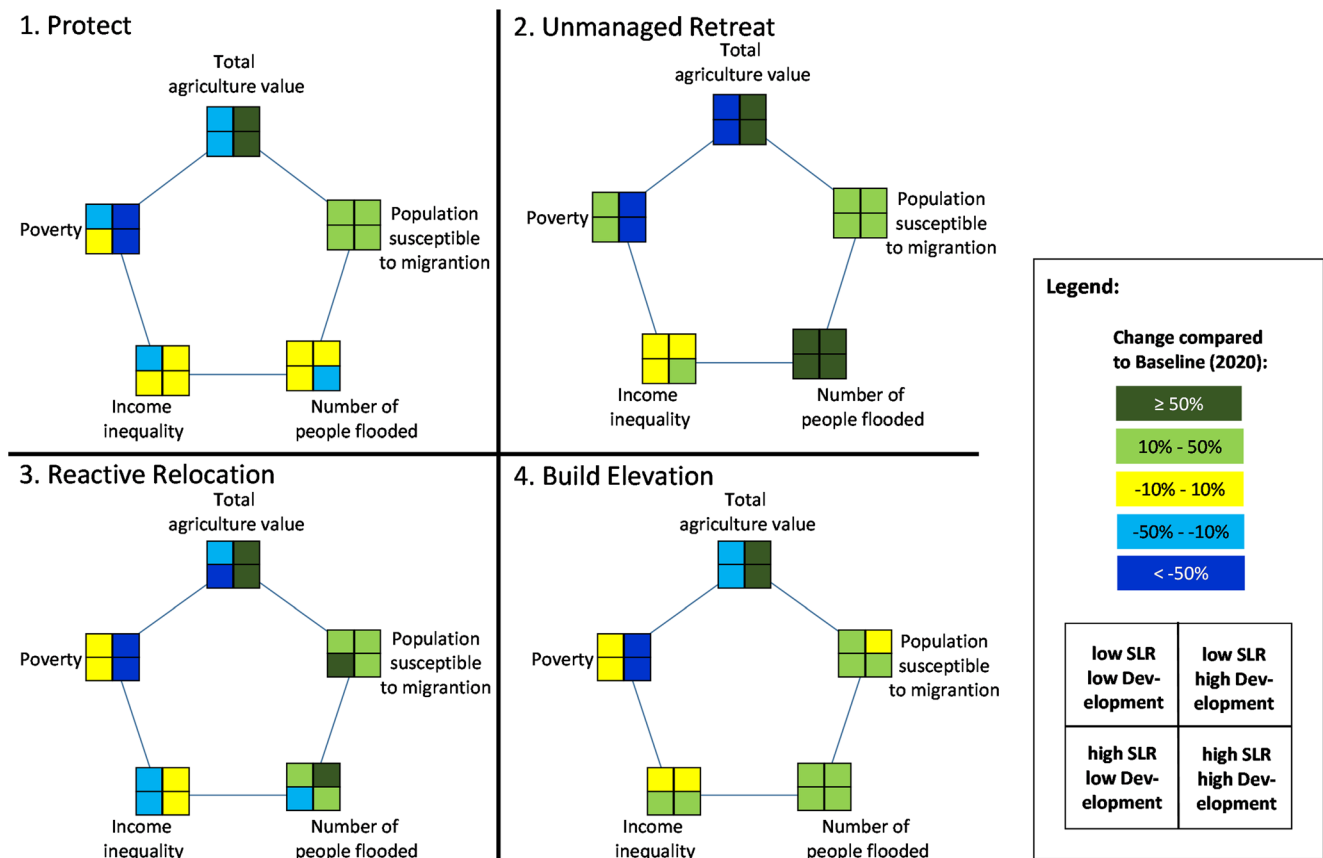 1. Protect
Total
agriculture value
Poverty
Population
susceptible
to migrantion
Income
inequality
Number of
people flooded
2. Unmanaged Retreat
Total
agriculture value
Poverty
Population
susceptible
to migrantion
Income
inequality
Number of
people flooded
3. Reactive Relocation
Total
agriculture value
Poverty
Population
susceptible
to migrantion
Income
inequality
Number of
people flooded
4. Build Elevation
Total
agriculture value
Poverty
Population
susceptible
to migrantion
Income
inequality
Number of
people flooded
Legend:
Change compared
to Baseline (2020):
≥ 50%
10% - 50%
-10% - 10%
-50% - -10%
< -50%
low SLR
low Dev-
elopment
low SLR
high Dev-
elopment
high SLR
low Dev-
elopment
high SLR
high Dev-
elopment